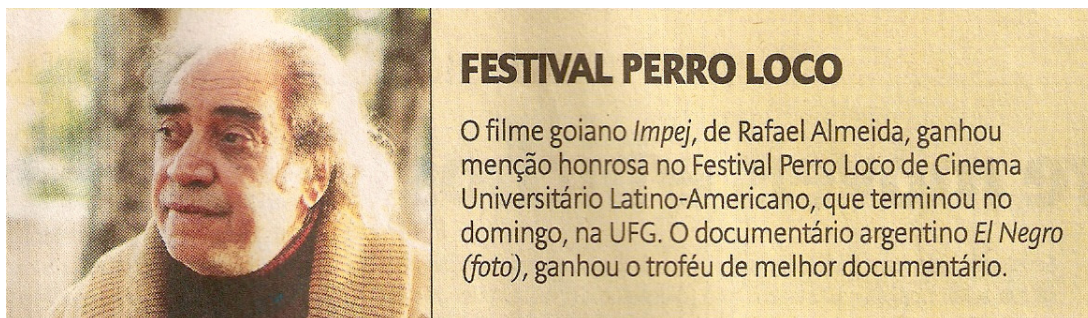 FESTIVAL PERRO LOCO
O filme goiano Impej, de Rafael Almeida, ganhou
menção honrosa no Festival Perro Loco de Cinema
Universitário Latino-Americano, que terminou no
domingo, na UFG. O documentário argentino El Negro
(foto), ganhou o troféu de melhor documentário.